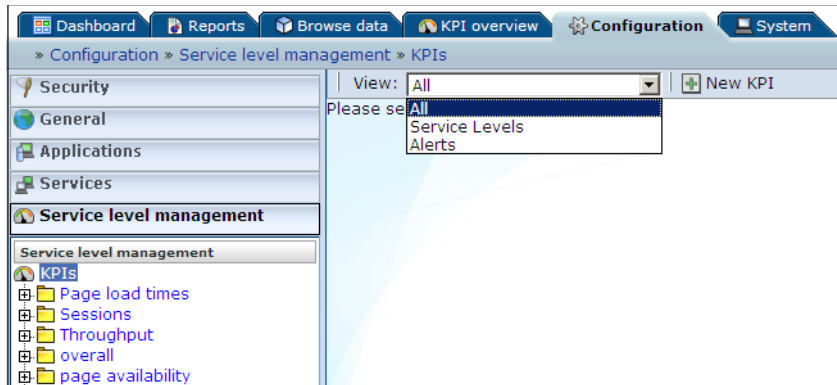 Dashboard Reports Browse data KPI overview Configuration System
» Configuration » Service level management » KPIs
Security
General
Applications
Services
Service level management
Service level management
KPIs
Page load times
Sessions
Throughput
overall
page availability
View: All New KPI
Please se
All
Service Levels
Alerts